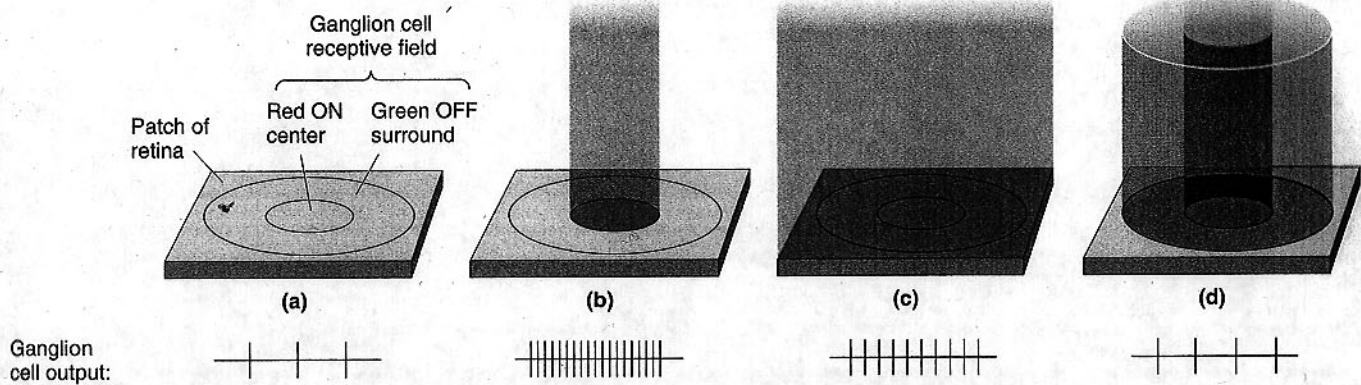 Ganglion cell
receptive field
Red ON
center
Green OFF
surround
Patch of
retina
(a)
(b)
(c)
(d)
Ganglion
cell output: